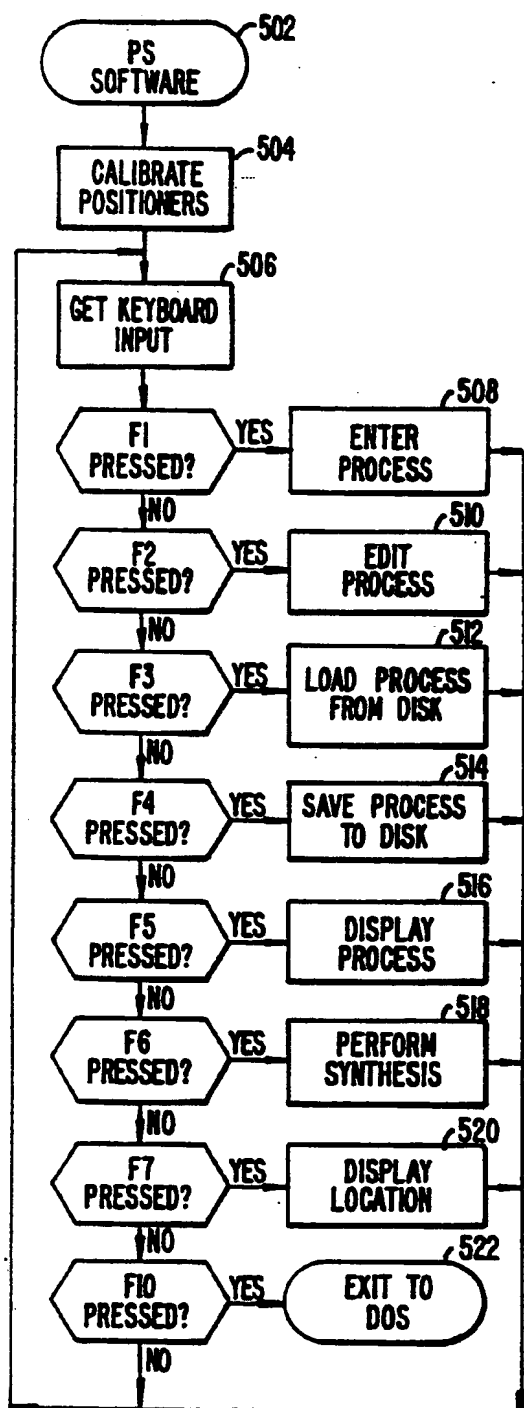 502
PS
SOFTWARE
504
CALIBRATE
POSITIONERS
506
GET KEYBOARD
INPUT
508
F1
PRESSED?
YES
ENTER
PROCESS
NO
510
F2
PRESSED?
YES
EDIT
PROCESS
NO
512
F3
PRESSED?
YES
LOAD PROCESS
FROM DISK
NO
514
F4
PRESSED?
YES
SAVE PROCESS
TO DISK
NO
516
F5
PRESSED?
YES
DISPLAY
PROCESS
NO
518
F6
PRESSED?
YES
PERFORM
SYNTHESIS
NO
520
F7
PRESSED?
YES
DISPLAY
LOCATION
NO
522
F10
PRESSED?
YES
EXIT TO
DOS
NO